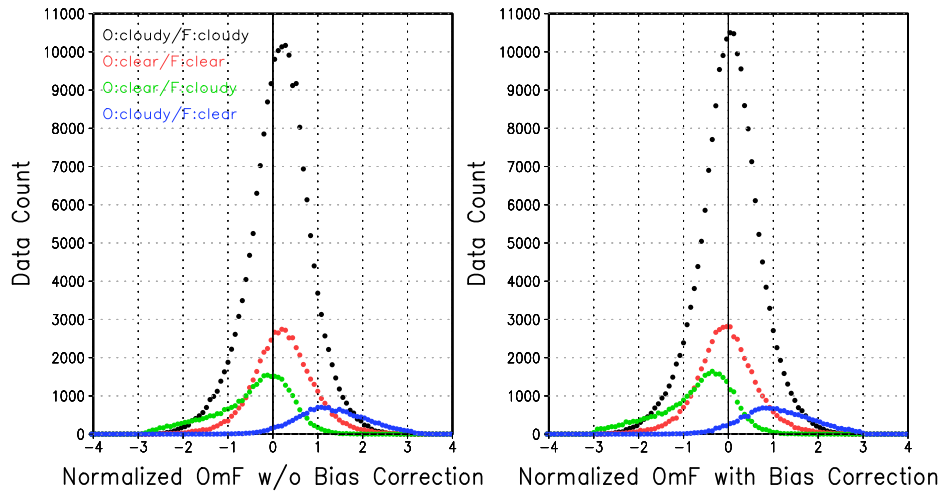 11000
10000
9000
8000
7000
6000
5000
4000
3000
2000
1000
0
Data Count
O:cloudy/F:cloudy
O:clear/F:clear
O:clear/F:cloudy
O:cloudy/F:clear
−4 −3 −2 −1 0 1 2 3 4
Normalized OmF w/o Bias Correction
11000
10000
9000
8000
7000
6000
5000
4000
3000
2000
1000
0
Data Count
−4 −3 −2 −1 0 1 2 3 4
Normalized OmF with Bias Correction